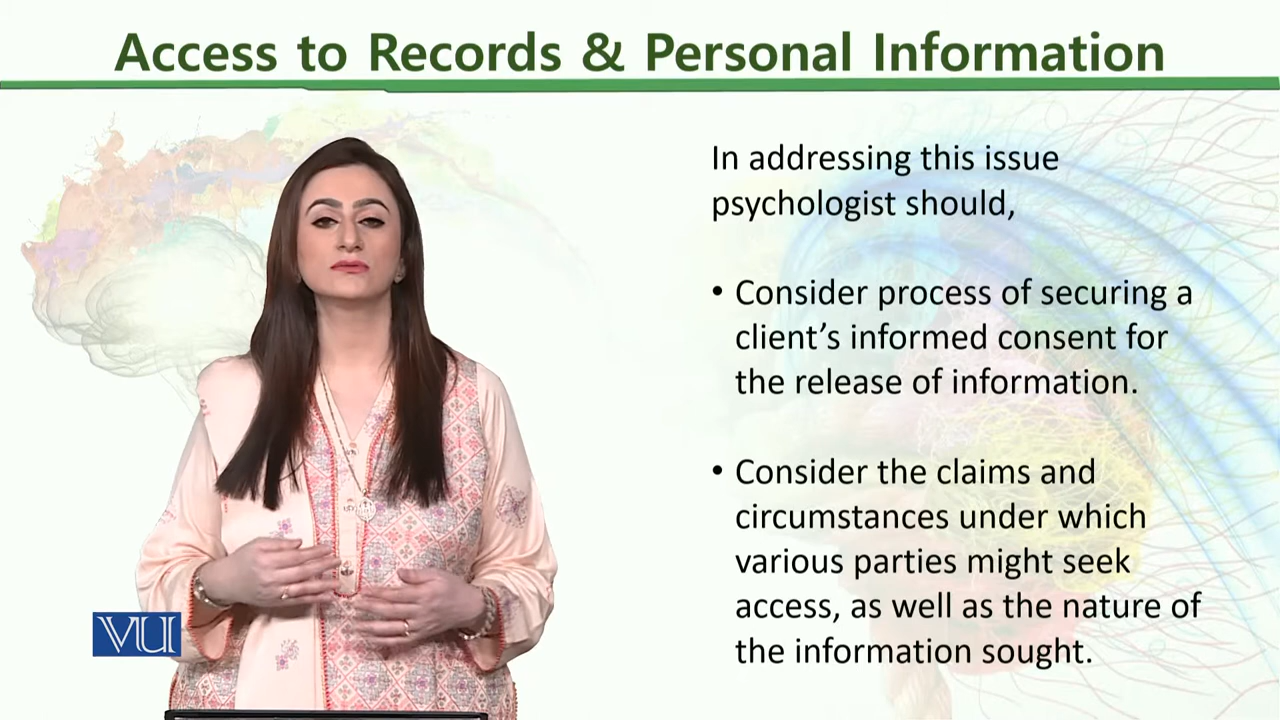 Access to Records & Personal Information
In addressing this issue
psychologist should,
• Consider process of securing a
client’s informed consent for
the release of information.
• Consider the claims and
circumstances under which
various parties might seek
access, as well as the nature of
the information sought.
VU